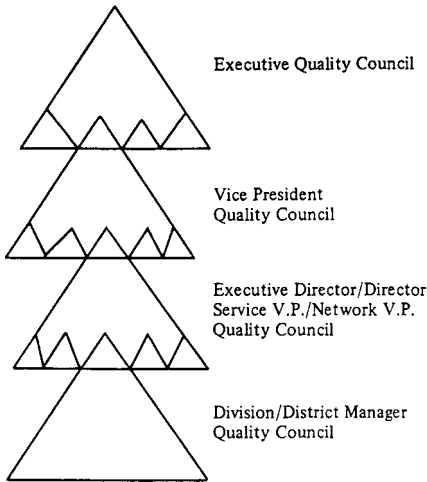 Executive Quality Council
Vice President
Quality Council
Executive Director/Director
Service V.P./Network V.P.
Quality Council
Division/District Manager
Quality Council